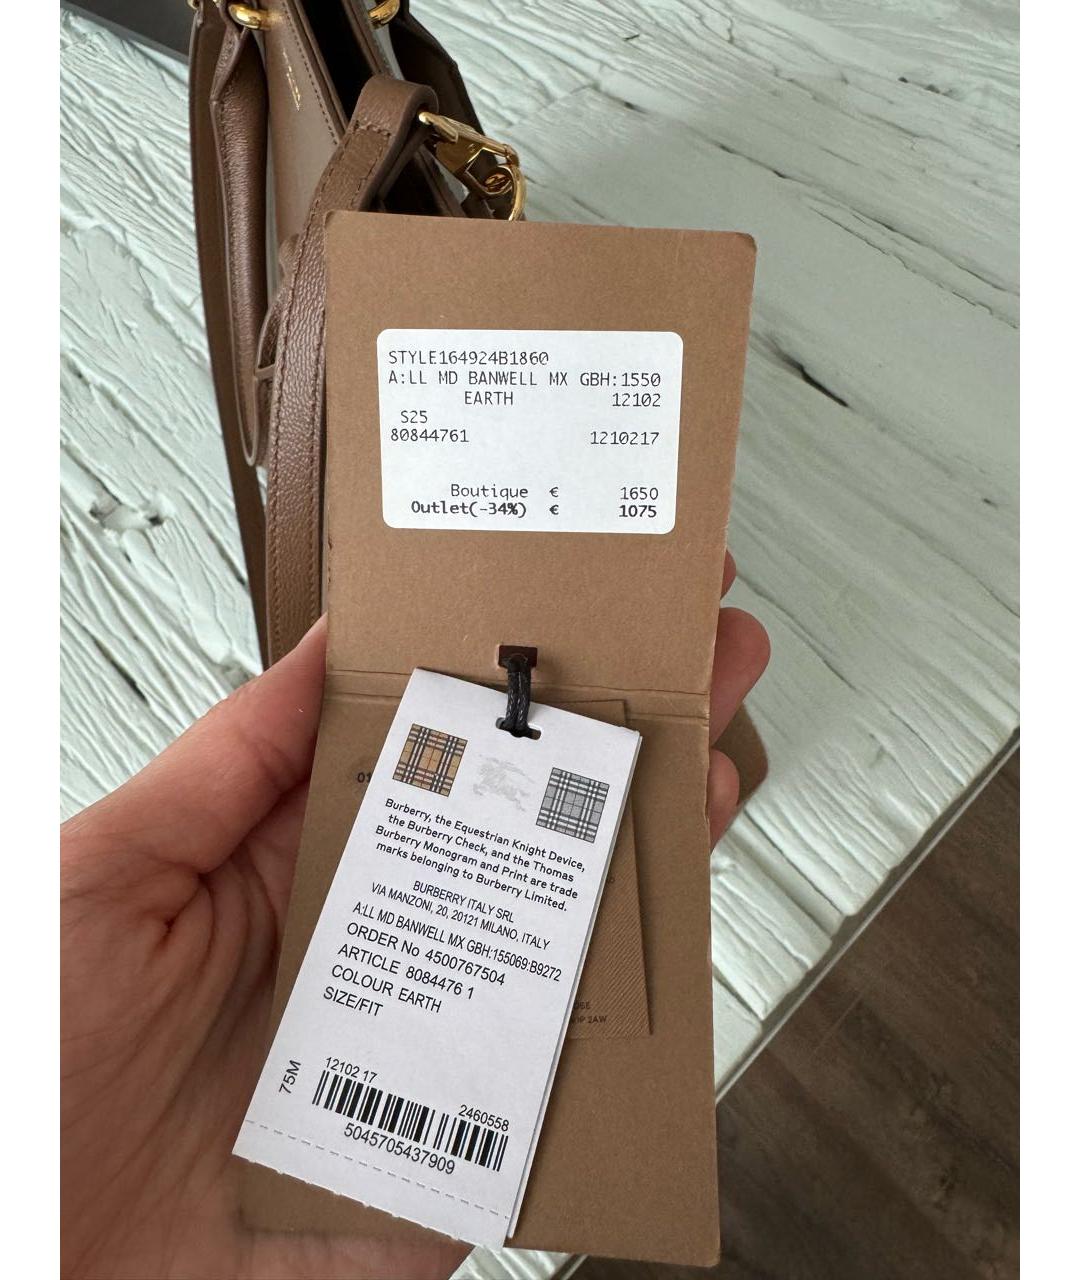 STYLE164924B1860
A:LL MD BANWELL MX GBH:1550
EARTH 12102
S25
80844761 1210217
Boutique € 1650
Outlet(-34%) € 1075
Burberry, the Equestrian Knight Device,
the Burberry Check, and the Thomas
Burberry Monogram and Print are trade
marks belonging to Burberry Limited.
BURBERRY ITALY SRL
VIA MANZONI, 20, 20121 MILANO, ITALY
A:LL MD BANWELL MX GBH:155069:B9272
ORDER No 4500767504
ARTICLE 8084476 1
COLOUR EARTH
SIZE/FIT
75M
12102 17
2460558
5045705437909
2AW